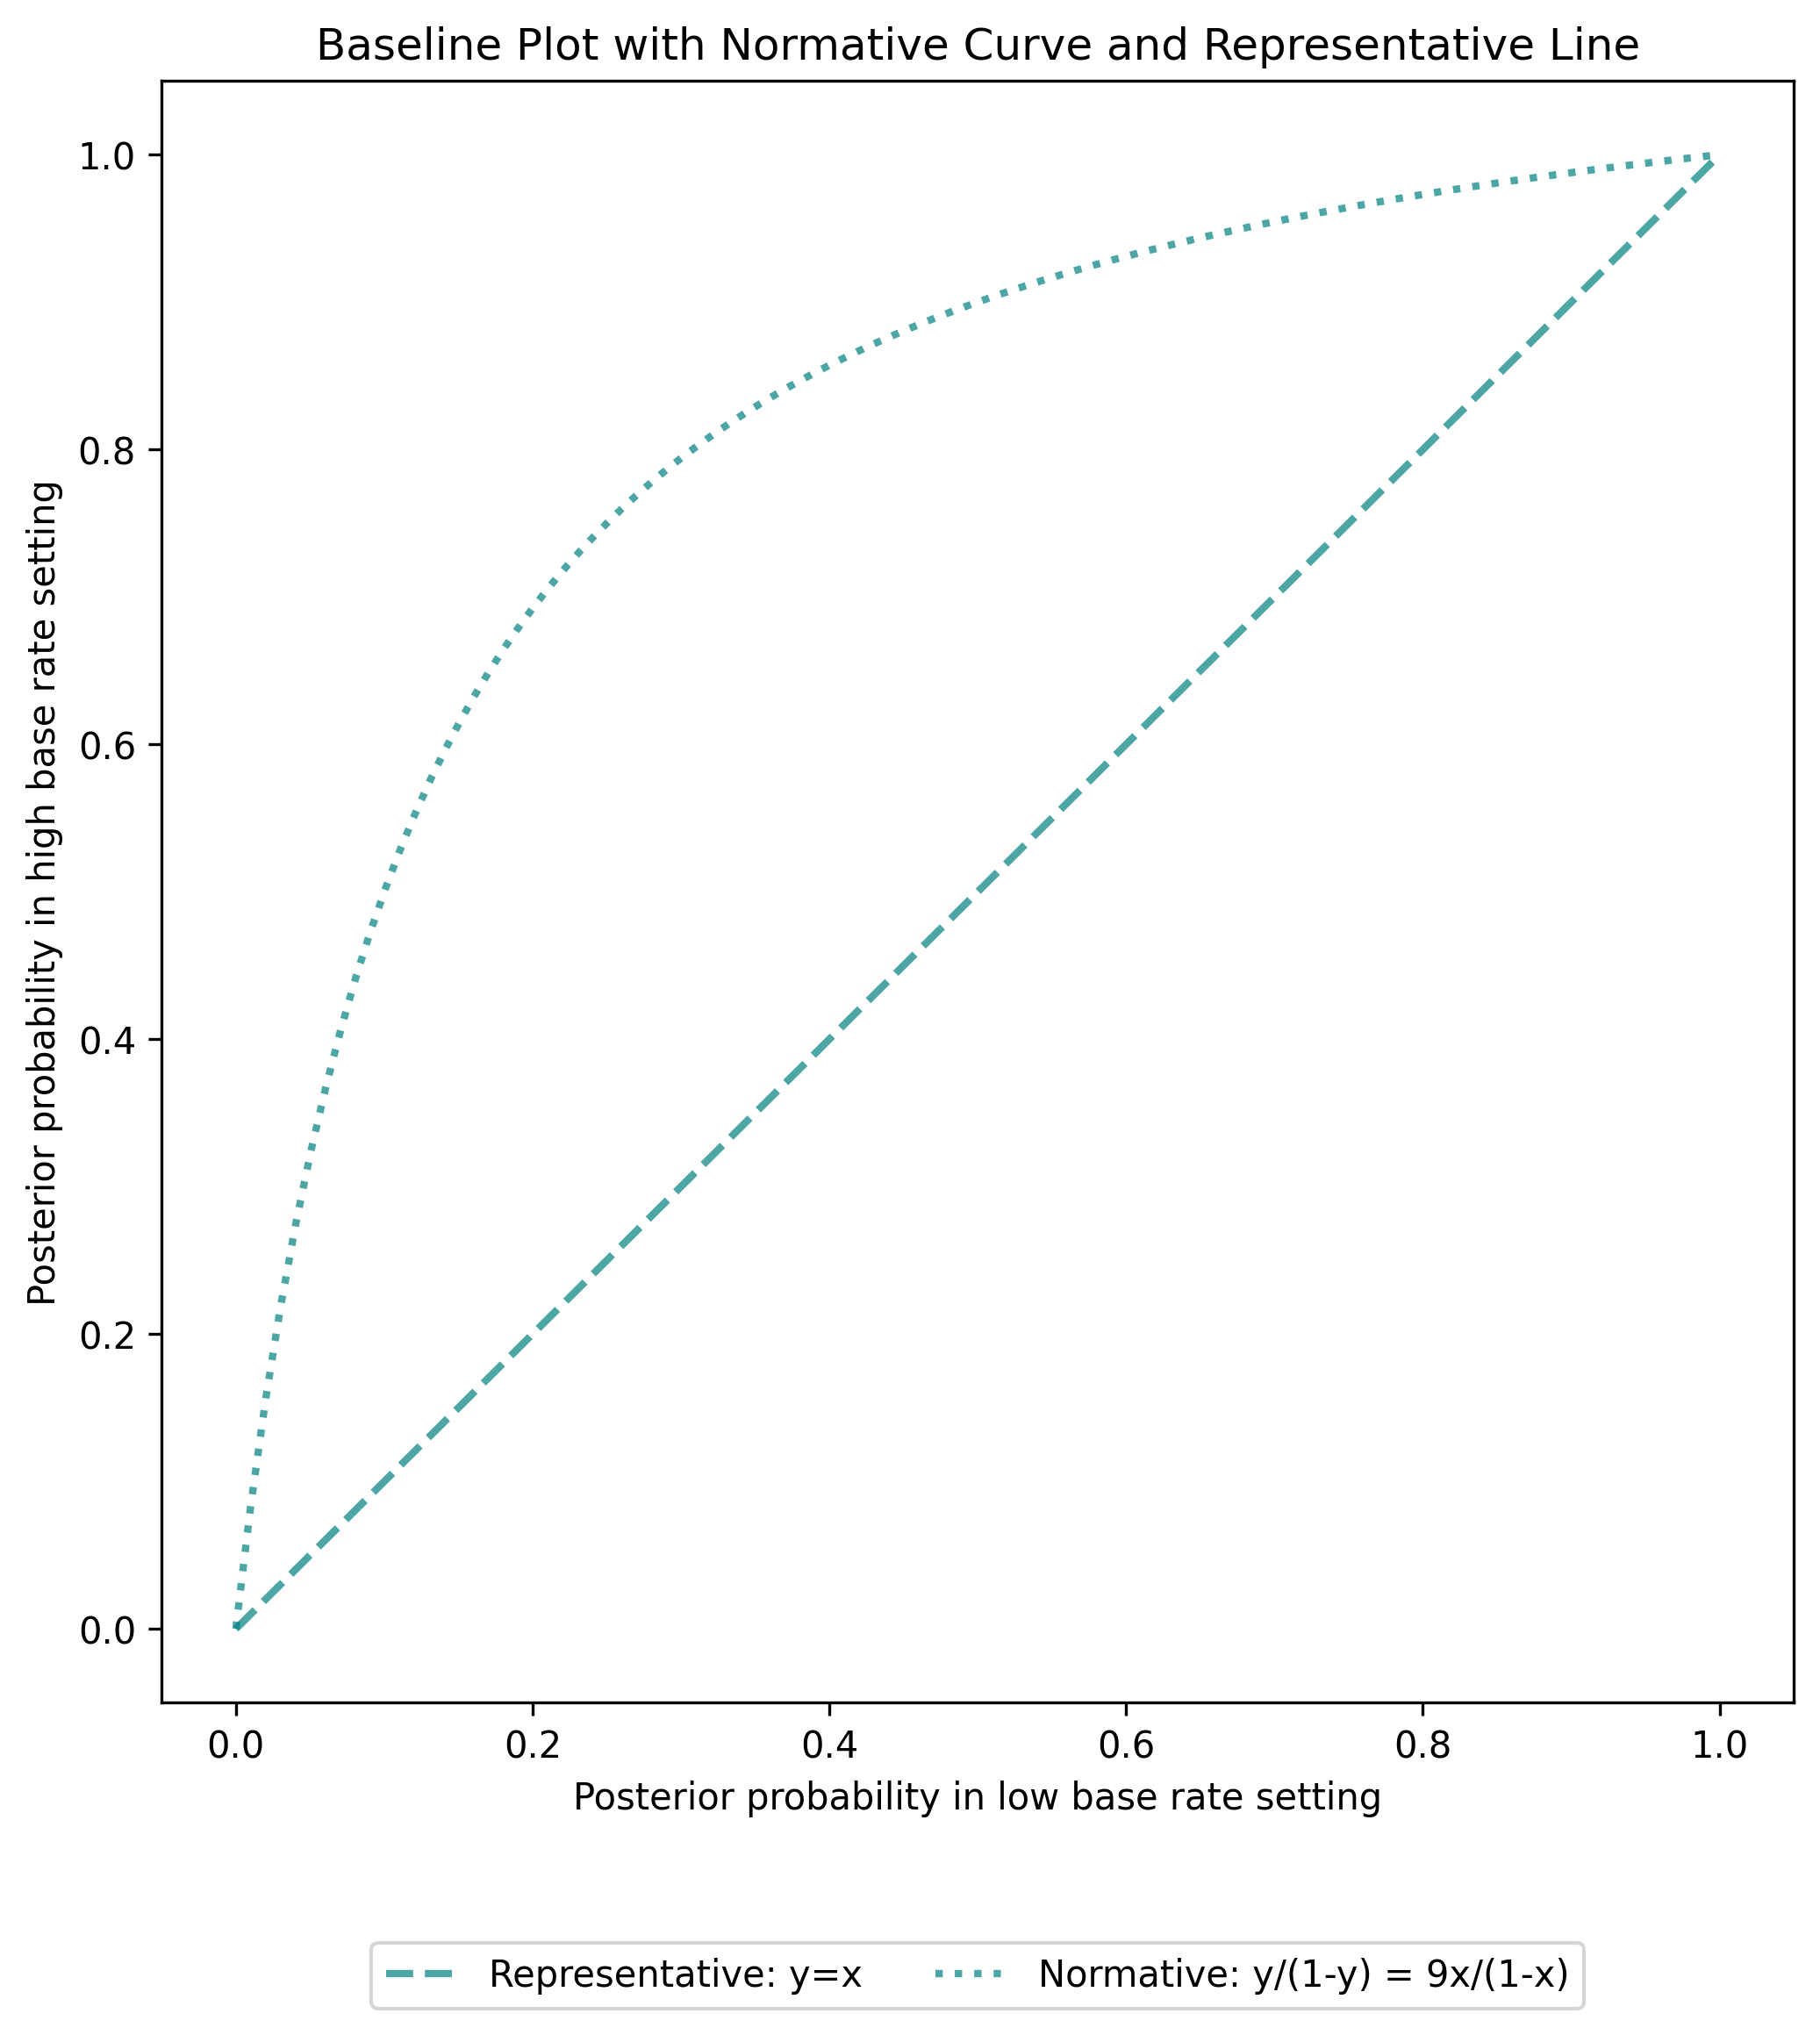 Baseline Plot with Normative Curve and Representative Line
Posterior probability in high base rate setting
1.0
0.8
0.6
0.4
0.2
0.0
0.0 0.2 0.4 0.6 0.8 1.0
Posterior probability in low base rate setting
Representative: y=x Normative: y/(1-y) = 9x/(1-x)